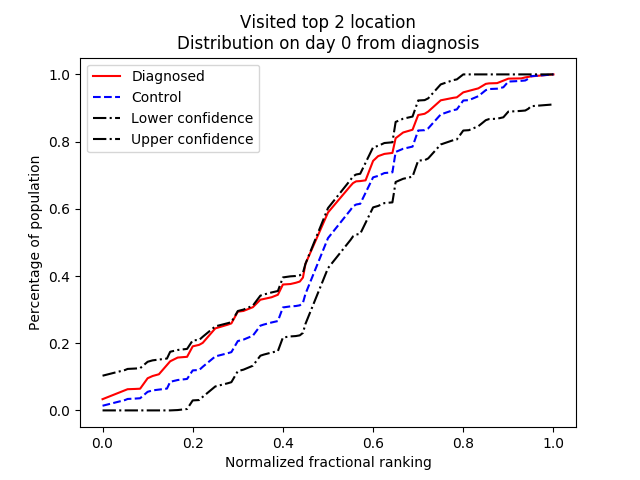 Visited top 2 location
Distribution on day 0 from diagnosis
Diagnosed
Control
Lower confidence
Upper confidence
Percentage of population
1.0
0.8
0.6
0.4
0.2
0.0
0.0 0.2 0.4 0.6 0.8 1.0
Normalized fractional ranking